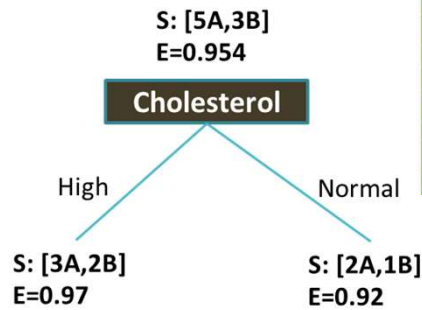 S: [5A,3B]
E=0.954
Cholesterol
High
Normal
S: [3A,2B]
E=0.97
S: [2A,1B]
E=0.92